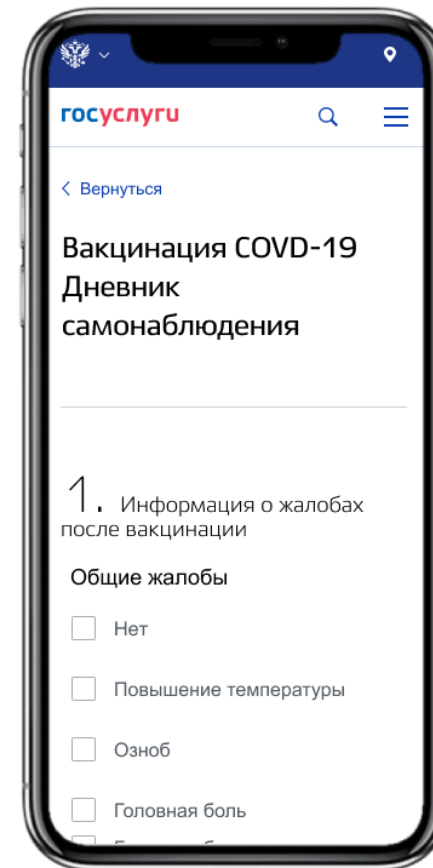 госуслуги
Вернуться
Вакцинация COVD-19
Дневник
самонаблюдения
1. Информация о жалобах
после вакцинации
Общие жалобы
Нет
Повышение температуры
Озноб
Головная боль